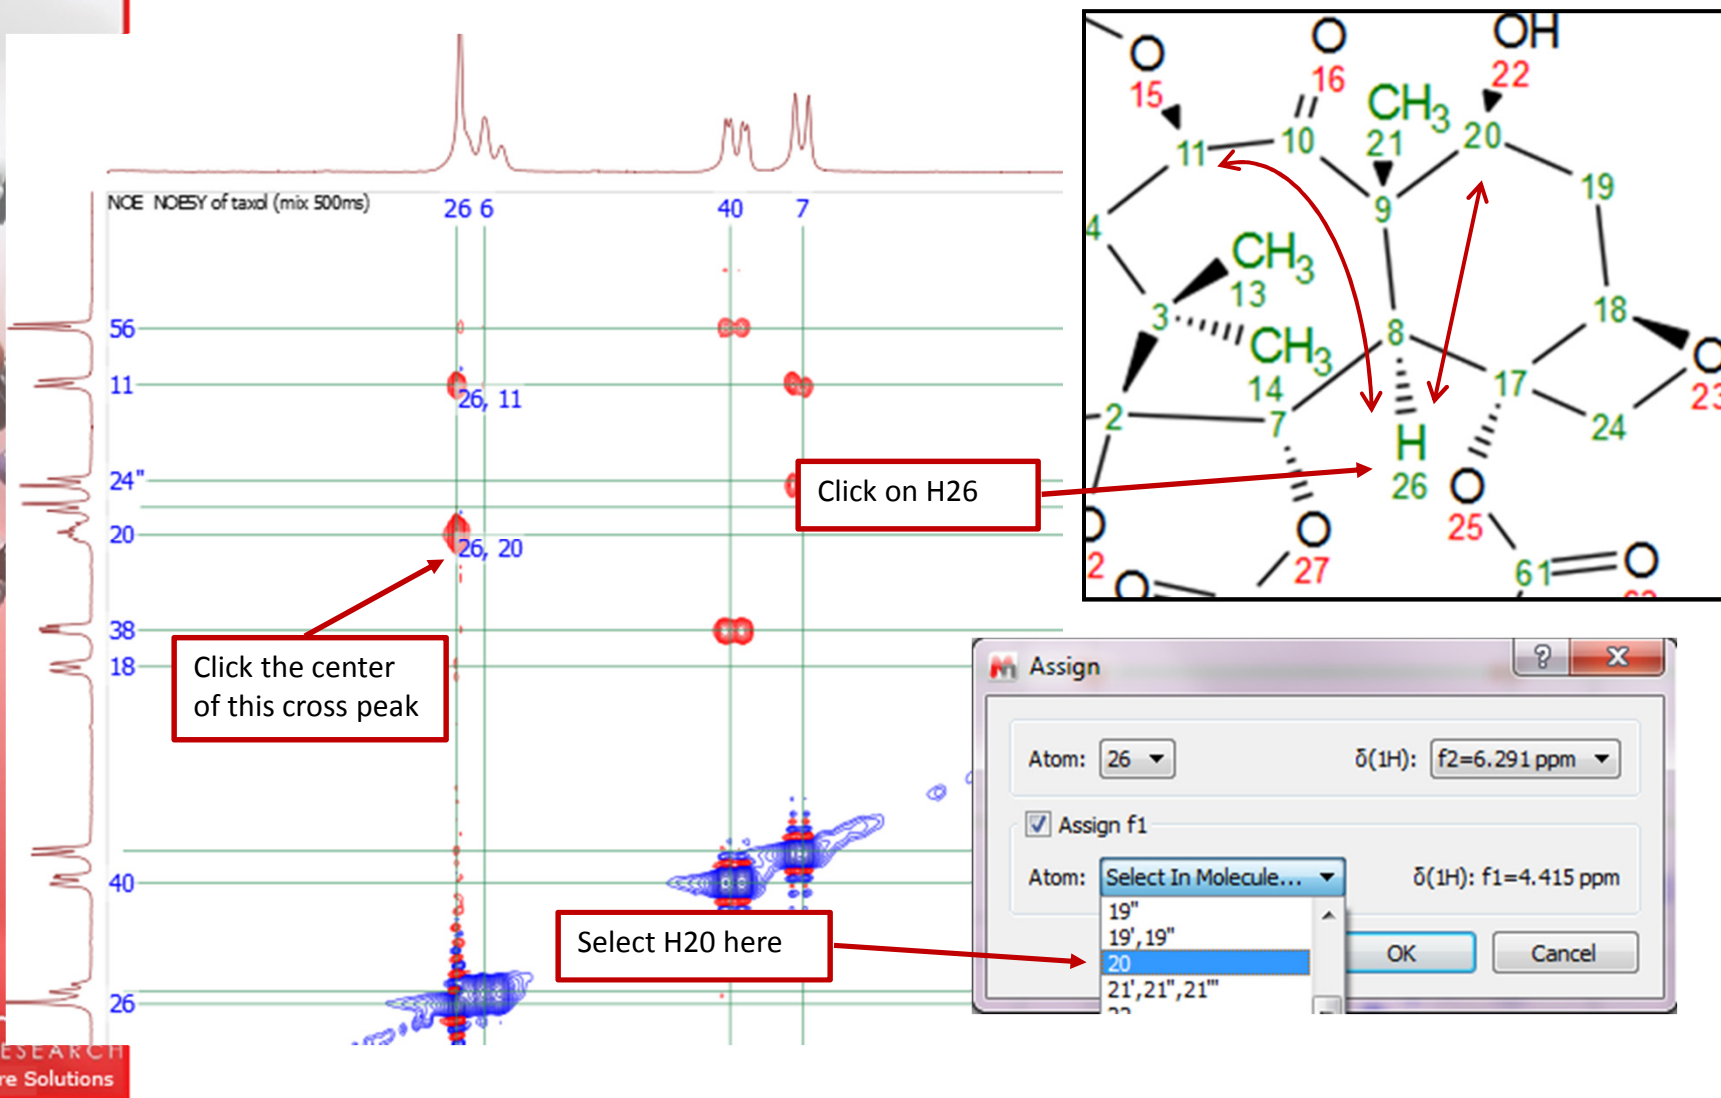 NOE NOESY of taxol (mix 500ms)
26 6 40 7
56
11
26, 11
24"
20
26, 20
38
18
40
26
Click the center
of this cross peak
Click on H26
Select H20 here
O
15
O
16
OH
22
CH3
21
20
11
10
19
9
4
CH3
13
3
CH3
14
8
18
O
23
17
2
7
24
H
26
O
25
O
27
2
O
61
O
Assign
Atom: 26 δ(1H): f2=6.291 ppm
Assign f1
Atom: Select In Molecule... δ(1H): f1=4.415 ppm
19"
19',19"
20
21',21",21'"
OK Cancel
ESEARCH
re Solutions